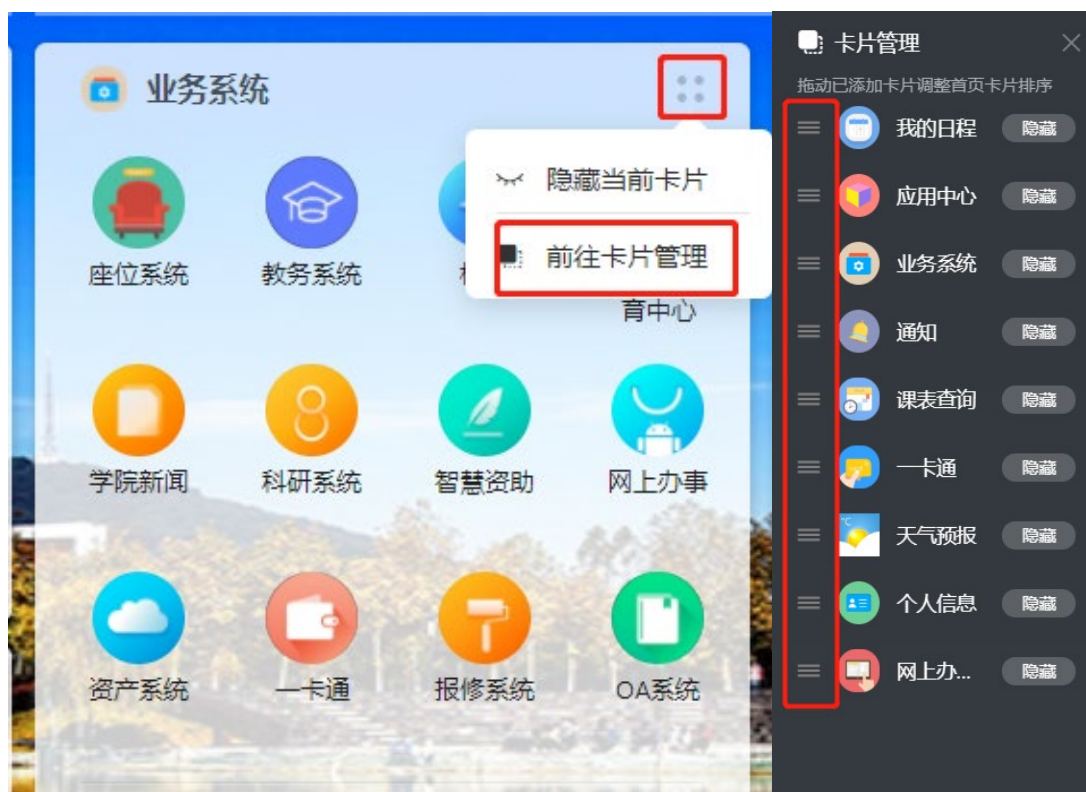 业务系统
隐藏当前卡片
前往卡片管理
座位系统
教务系统
育中心
学院新闻
科研系统
智慧资助
网上办事
资产系统
一卡通
报修系统
OA系统
卡片管理
拖动已添加卡片调整首页卡片排序
我的日程 隐藏
应用中心 隐藏
业务系统 隐藏
通知 隐藏
课表查询 隐藏
一卡通 隐藏
℃
天气预报 隐藏
个人信息 隐藏
网上办... 隐藏